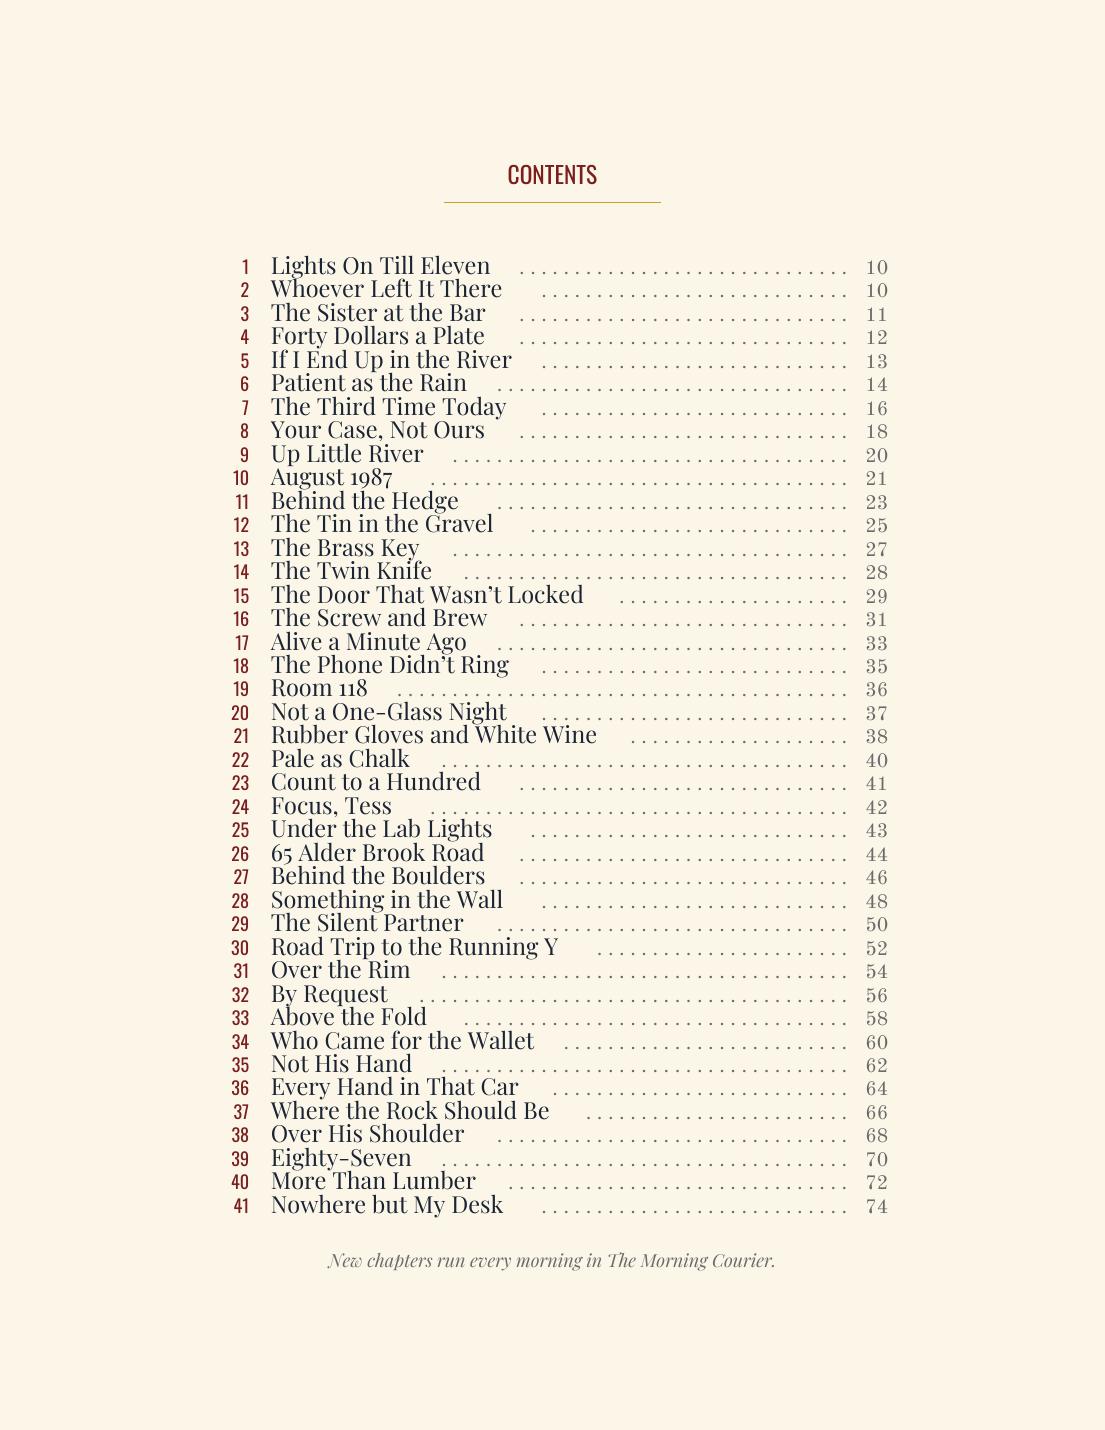 CONTENTS
1 Lights On Till Eleven . . . . . . . . . . . . . . . . . . . . . . . . . . . . . . 10
2 Whoever Left It There . . . . . . . . . . . . . . . . . . . . . . . . . . . . 10
3 The Sister at the Bar . . . . . . . . . . . . . . . . . . . . . . . . . . . . . . 11
4 Forty Dollars a Plate . . . . . . . . . . . . . . . . . . . . . . . . . . . . . . 12
5 If I End Up in the River . . . . . . . . . . . . . . . . . . . . . . . . . . . . 13
6 Patient as the Rain . . . . . . . . . . . . . . . . . . . . . . . . . . . . . . . . 14
7 The Third Time Today . . . . . . . . . . . . . . . . . . . . . . . . . . . . 16
8 Your Case, Not Ours . . . . . . . . . . . . . . . . . . . . . . . . . . . . . . 18
9 Up Little River . . . . . . . . . . . . . . . . . . . . . . . . . . . . . . . . . . . . 20
10 August 1987 . . . . . . . . . . . . . . . . . . . . . . . . . . . . . . . . . . . . . . 21
11 Behind the Hedge . . . . . . . . . . . . . . . . . . . . . . . . . . . . . . . . 23
12 The Tin in the Gravel . . . . . . . . . . . . . . . . . . . . . . . . . . . . . 25
13 The Brass Key . . . . . . . . . . . . . . . . . . . . . . . . . . . . . . . . . . . . 27
14 The Twin Knife . . . . . . . . . . . . . . . . . . . . . . . . . . . . . . . . . . . 28
15 The Door That Wasn’t Locked . . . . . . . . . . . . . . . . . . . . . 29
16 The Screw and Brew . . . . . . . . . . . . . . . . . . . . . . . . . . . . . . 31
17 Alive a Minute Ago . . . . . . . . . . . . . . . . . . . . . . . . . . . . . . . . 33
18 The Phone Didn’t Ring . . . . . . . . . . . . . . . . . . . . . . . . . . . . 35
19 Room 118 . . . . . . . . . . . . . . . . . . . . . . . . . . . . . . . . . . . . . . . . . 36
20 Not a One-Glass Night . . . . . . . . . . . . . . . . . . . . . . . . . . . . 37
21 Rubber Gloves and White Wine . . . . . . . . . . . . . . . . . . . . 38
22 Pale as Chalk . . . . . . . . . . . . . . . . . . . . . . . . . . . . . . . . . . . . . 40
23 Count to a Hundred . . . . . . . . . . . . . . . . . . . . . . . . . . . . . . 41
24 Focus, Tess . . . . . . . . . . . . . . . . . . . . . . . . . . . . . . . . . . . . . . 42
25 Under the Lab Lights . . . . . . . . . . . . . . . . . . . . . . . . . . . . . 43
26 65 Alder Brook Road . . . . . . . . . . . . . . . . . . . . . . . . . . . . . . 44
27 Behind the Boulders . . . . . . . . . . . . . . . . . . . . . . . . . . . . . . 46
28 Something in the Wall . . . . . . . . . . . . . . . . . . . . . . . . . . . . 48
29 The Silent Partner . . . . . . . . . . . . . . . . . . . . . . . . . . . . . . . . 50
30 Road Trip to the Running Y . . . . . . . . . . . . . . . . . . . . . . . 52
31 Over the Rim . . . . . . . . . . . . . . . . . . . . . . . . . . . . . . . . . . . . . 54
32 By Request . . . . . . . . . . . . . . . . . . . . . . . . . . . . . . . . . . . . . . . 56
33 Above the Fold . . . . . . . . . . . . . . . . . . . . . . . . . . . . . . . . . . . 58
34 Who Came for the Wallet . . . . . . . . . . . . . . . . . . . . . . . . . . 60
35 Not His Hand . . . . . . . . . . . . . . . . . . . . . . . . . . . . . . . . . . . . . 62
36 Every Hand in That Car . . . . . . . . . . . . . . . . . . . . . . . . . . . 64
37 Where the Rock Should Be . . . . . . . . . . . . . . . . . . . . . . . . 66
38 Over His Shoulder . . . . . . . . . . . . . . . . . . . . . . . . . . . . . . . . 68
39 Eighty-Seven . . . . . . . . . . . . . . . . . . . . . . . . . . . . . . . . . . . . . 70
40 More Than Lumber . . . . . . . . . . . . . . . . . . . . . . . . . . . . . . . 72
41 Nowhere but My Desk . . . . . . . . . . . . . . . . . . . . . . . . . . . . 74
New chapters run every morning in The Morning Courier.